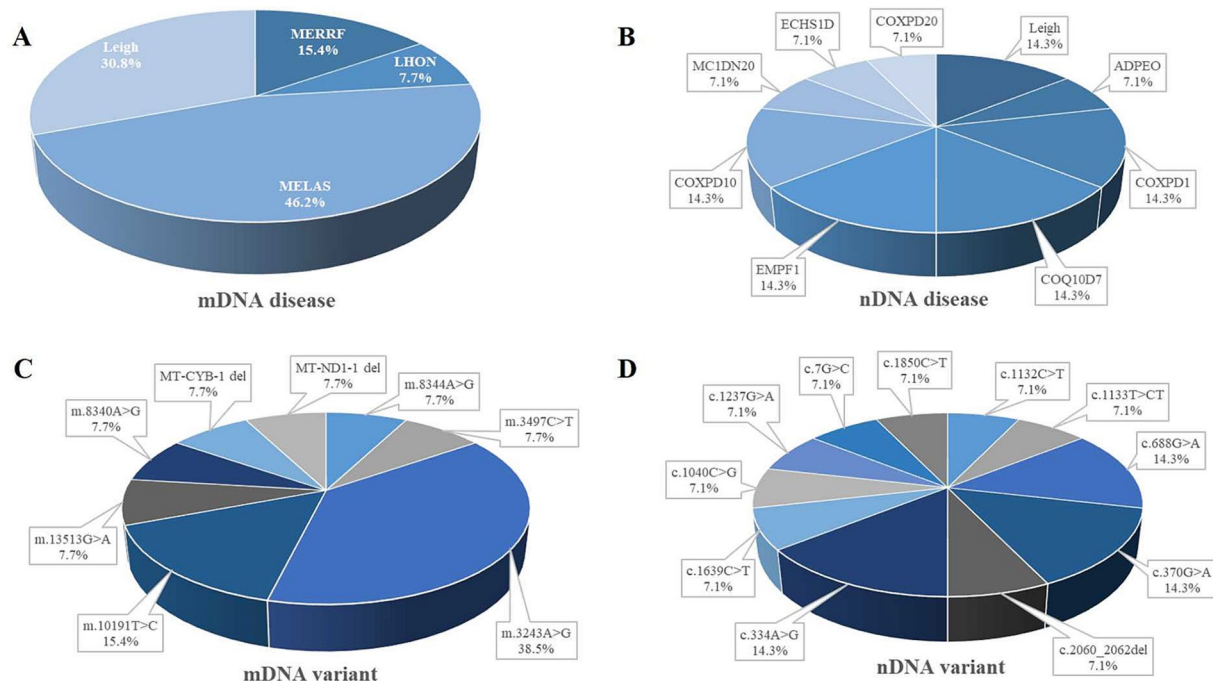 A
MERRF
15.4%
LHON
7.7%
MELAS
46.2%
Leigh
30.8%
mDNA disease
B
Leigh
14.3%
ADPEO
7.1%
COXPD1
14.3%
COQ10D7
14.3%
EMPF1
14.3%
COXPD10
14.3%
MC1DN20
7.1%
ECHS1D
7.1%
COXPD20
7.1%
nDNA disease
C
m.8344A>G
7.7%
m.3497C>T
7.7%
m.3243A>G
38.5%
m.10191T>C
15.4%
m.13513G>A
7.7%
m.8340A>G
7.7%
MT-CYB-1 del
7.7%
MT-ND1-1 del
7.7%
mDNA variant
D
c.1132C>T
7.1%
c.1133T>CT
7.1%
c.688G>A
14.3%
c.370G>A
14.3%
c.2060_2062del
7.1%
c.334A>G
14.3%
c.1639C>T
7.1%
c.1040C>G
7.1%
c.1237G>A
7.1%
c.7G>C
7.1%
c.1850C>T
7.1%
nDNA variant